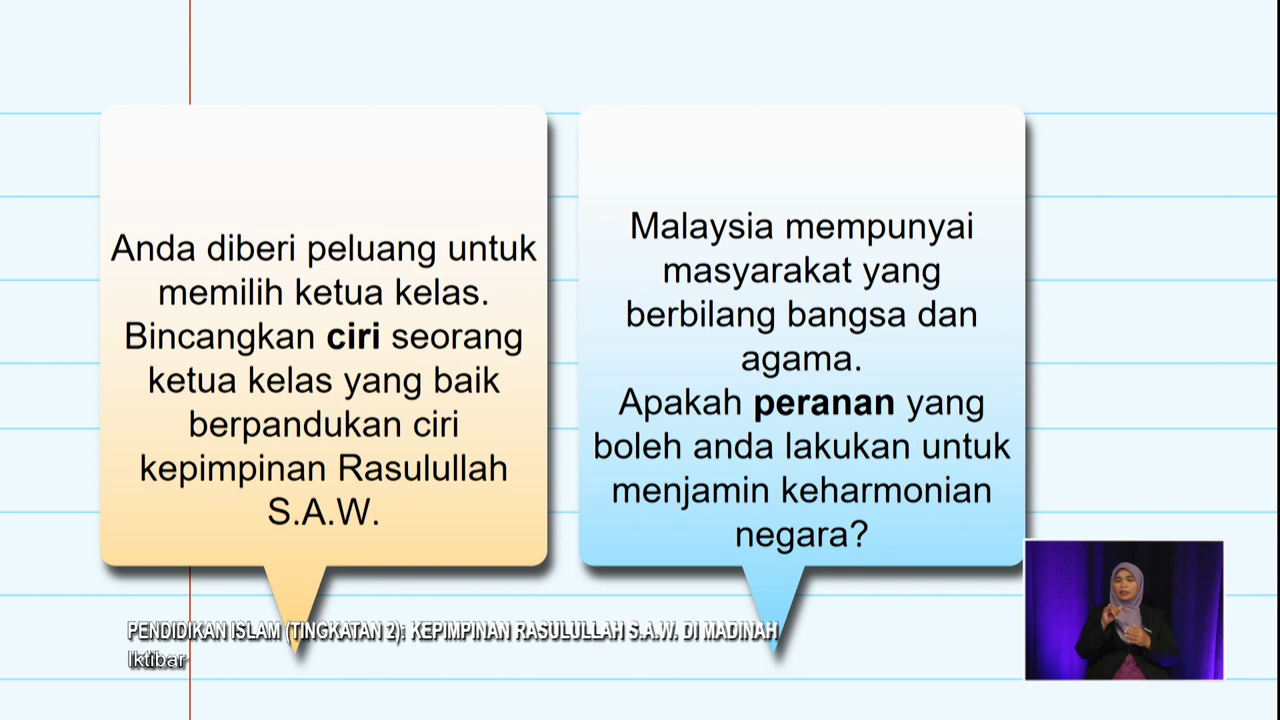 Anda diberi peluang untuk
memilih ketua kelas.
Bincangkan ciri seorang
ketua kelas yang baik
berpandukan ciri
kepimpinan Rasulullah
S.A.W.
Malaysia mempunyai
masyarakat yang
berbilang bangsa dan
agama.
Apakah peranan yang
boleh anda lakukan untuk
menjamin keharmonian
negara?
PENDIDIKAN ISLAM (TINGKATAN 2): KEPIMPINAN RASULULLAH S.A.W. DI MADINAH
Iktibar